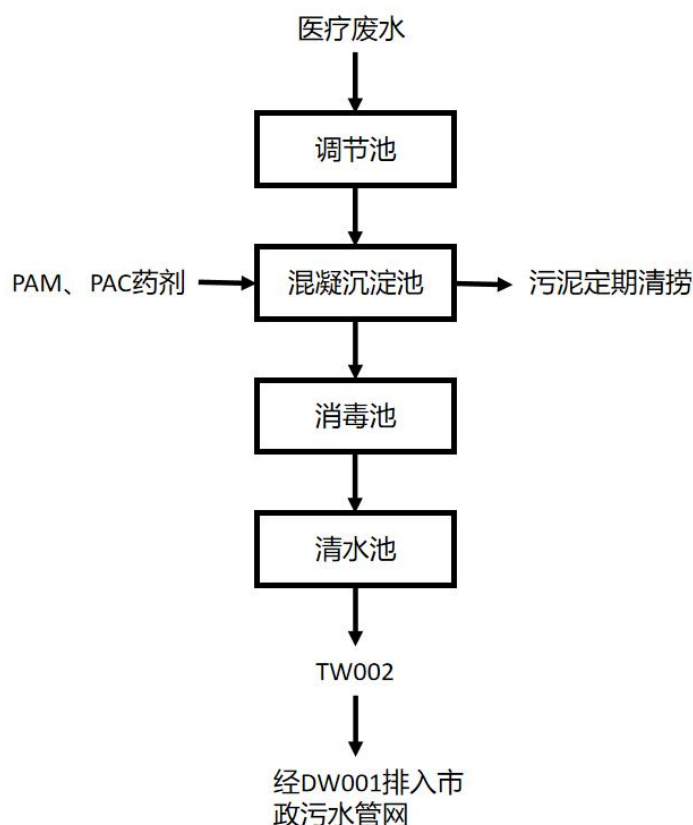 医疗废水
调节池
PAM、PAC药剂
混凝沉淀池
污泥定期清捞
消毒池
清水池
TW002
经DW001排入市
政污水管网